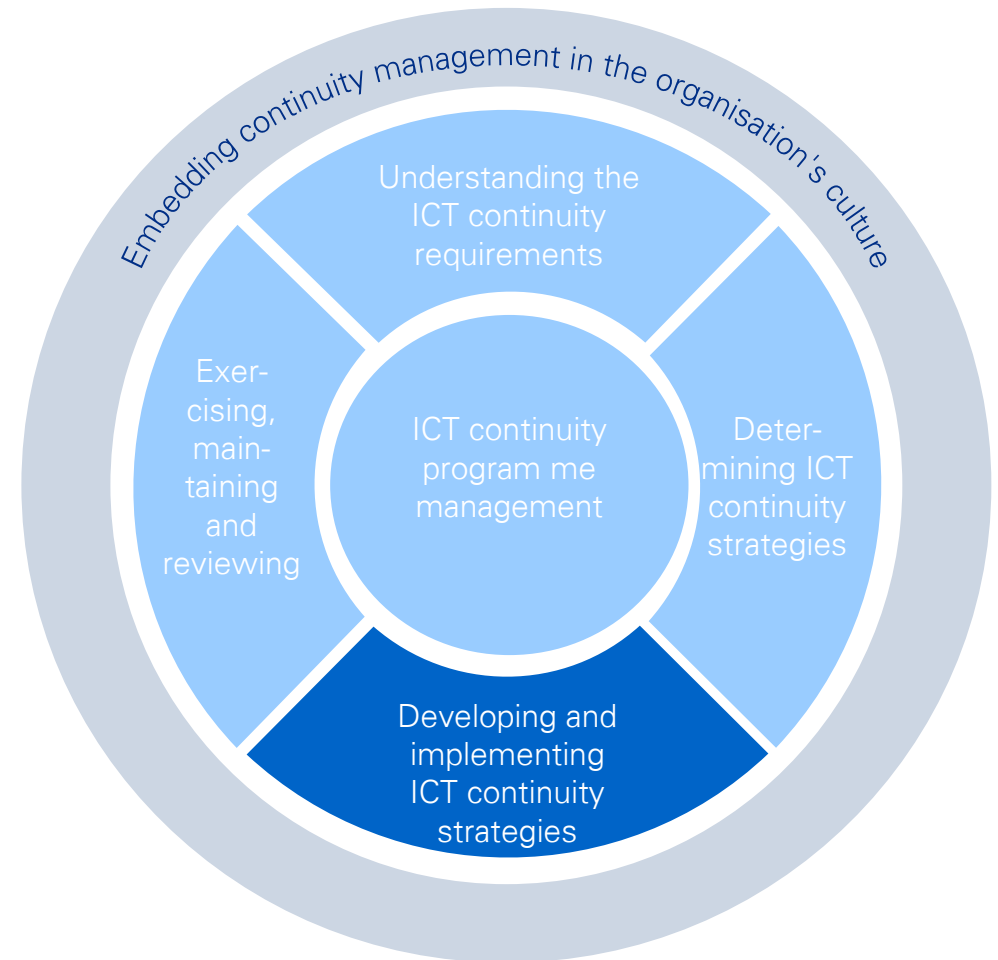 Embedding continuity management in the organisation's culture
Understanding the
ICT continuity
requirements
Exer-
cising,
main-
taining
and
reviewing
ICT continuity
program me
management
Deter-
mining ICT
continuity
strategies
Developing and
implementing
ICT continuity
strategies